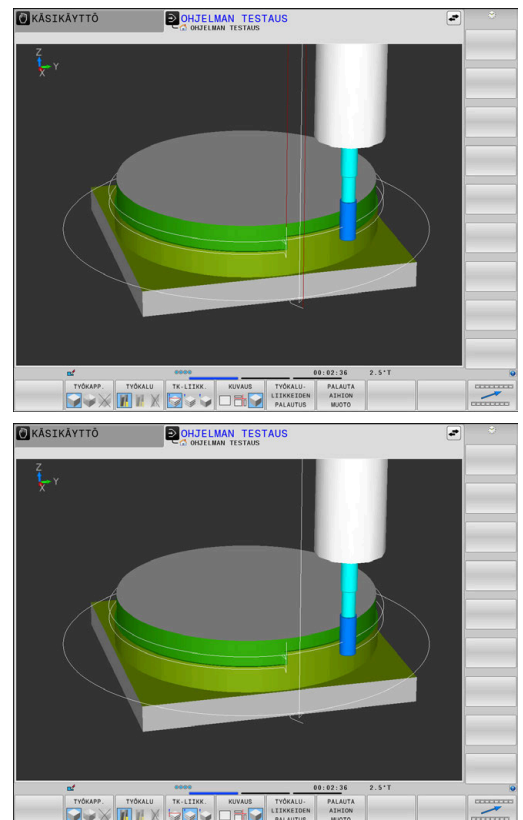 KÄSIKÄYTTÖ
OHJELMAN TESTAUS
OHJELMAN TESTAUS
Z
Y
X
00:02:36 2.5*T
TYÖKAPP. TYÖKALU TK-LIIKK. KUVAUS TYÖKALU-LIIKKEIDEN PALAUTUS PALAUTA AIHION MUOTO
KÄSIKÄYTTÖ
OHJELMAN TESTAUS
OHJELMAN TESTAUS
Z
Y
X
00:02:36 2.5*T
TYÖKAPP. TYÖKALU TK-LIIKK. KUVAUS TYÖKALU-LIIKKEIDEN PALAUTUS PALAUTA AIHION MUOTO